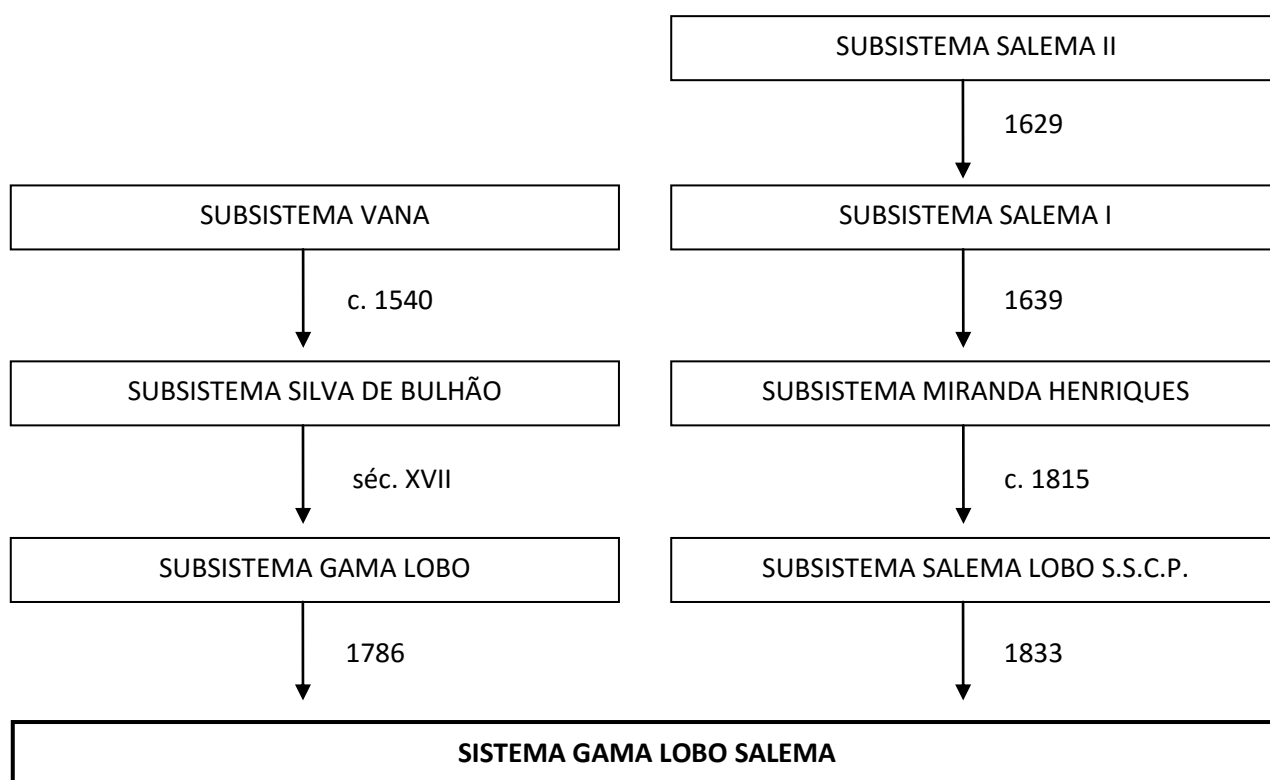 SUBSISTEMA SALEMA II
1629
SUBSISTEMA VANA
SUBSISTEMA SALEMA I
c. 1540
1639
SUBSISTEMA SILVA DE BULHÃO
SUBSISTEMA MIRANDA HENRIQUES
séc. XVII
c. 1815
SUBSISTEMA GAMA LOBO
SUBSISTEMA SALEMA LOBO S.S.C.P.
1786
1833
SISTEMA GAMA LOBO SALEMA